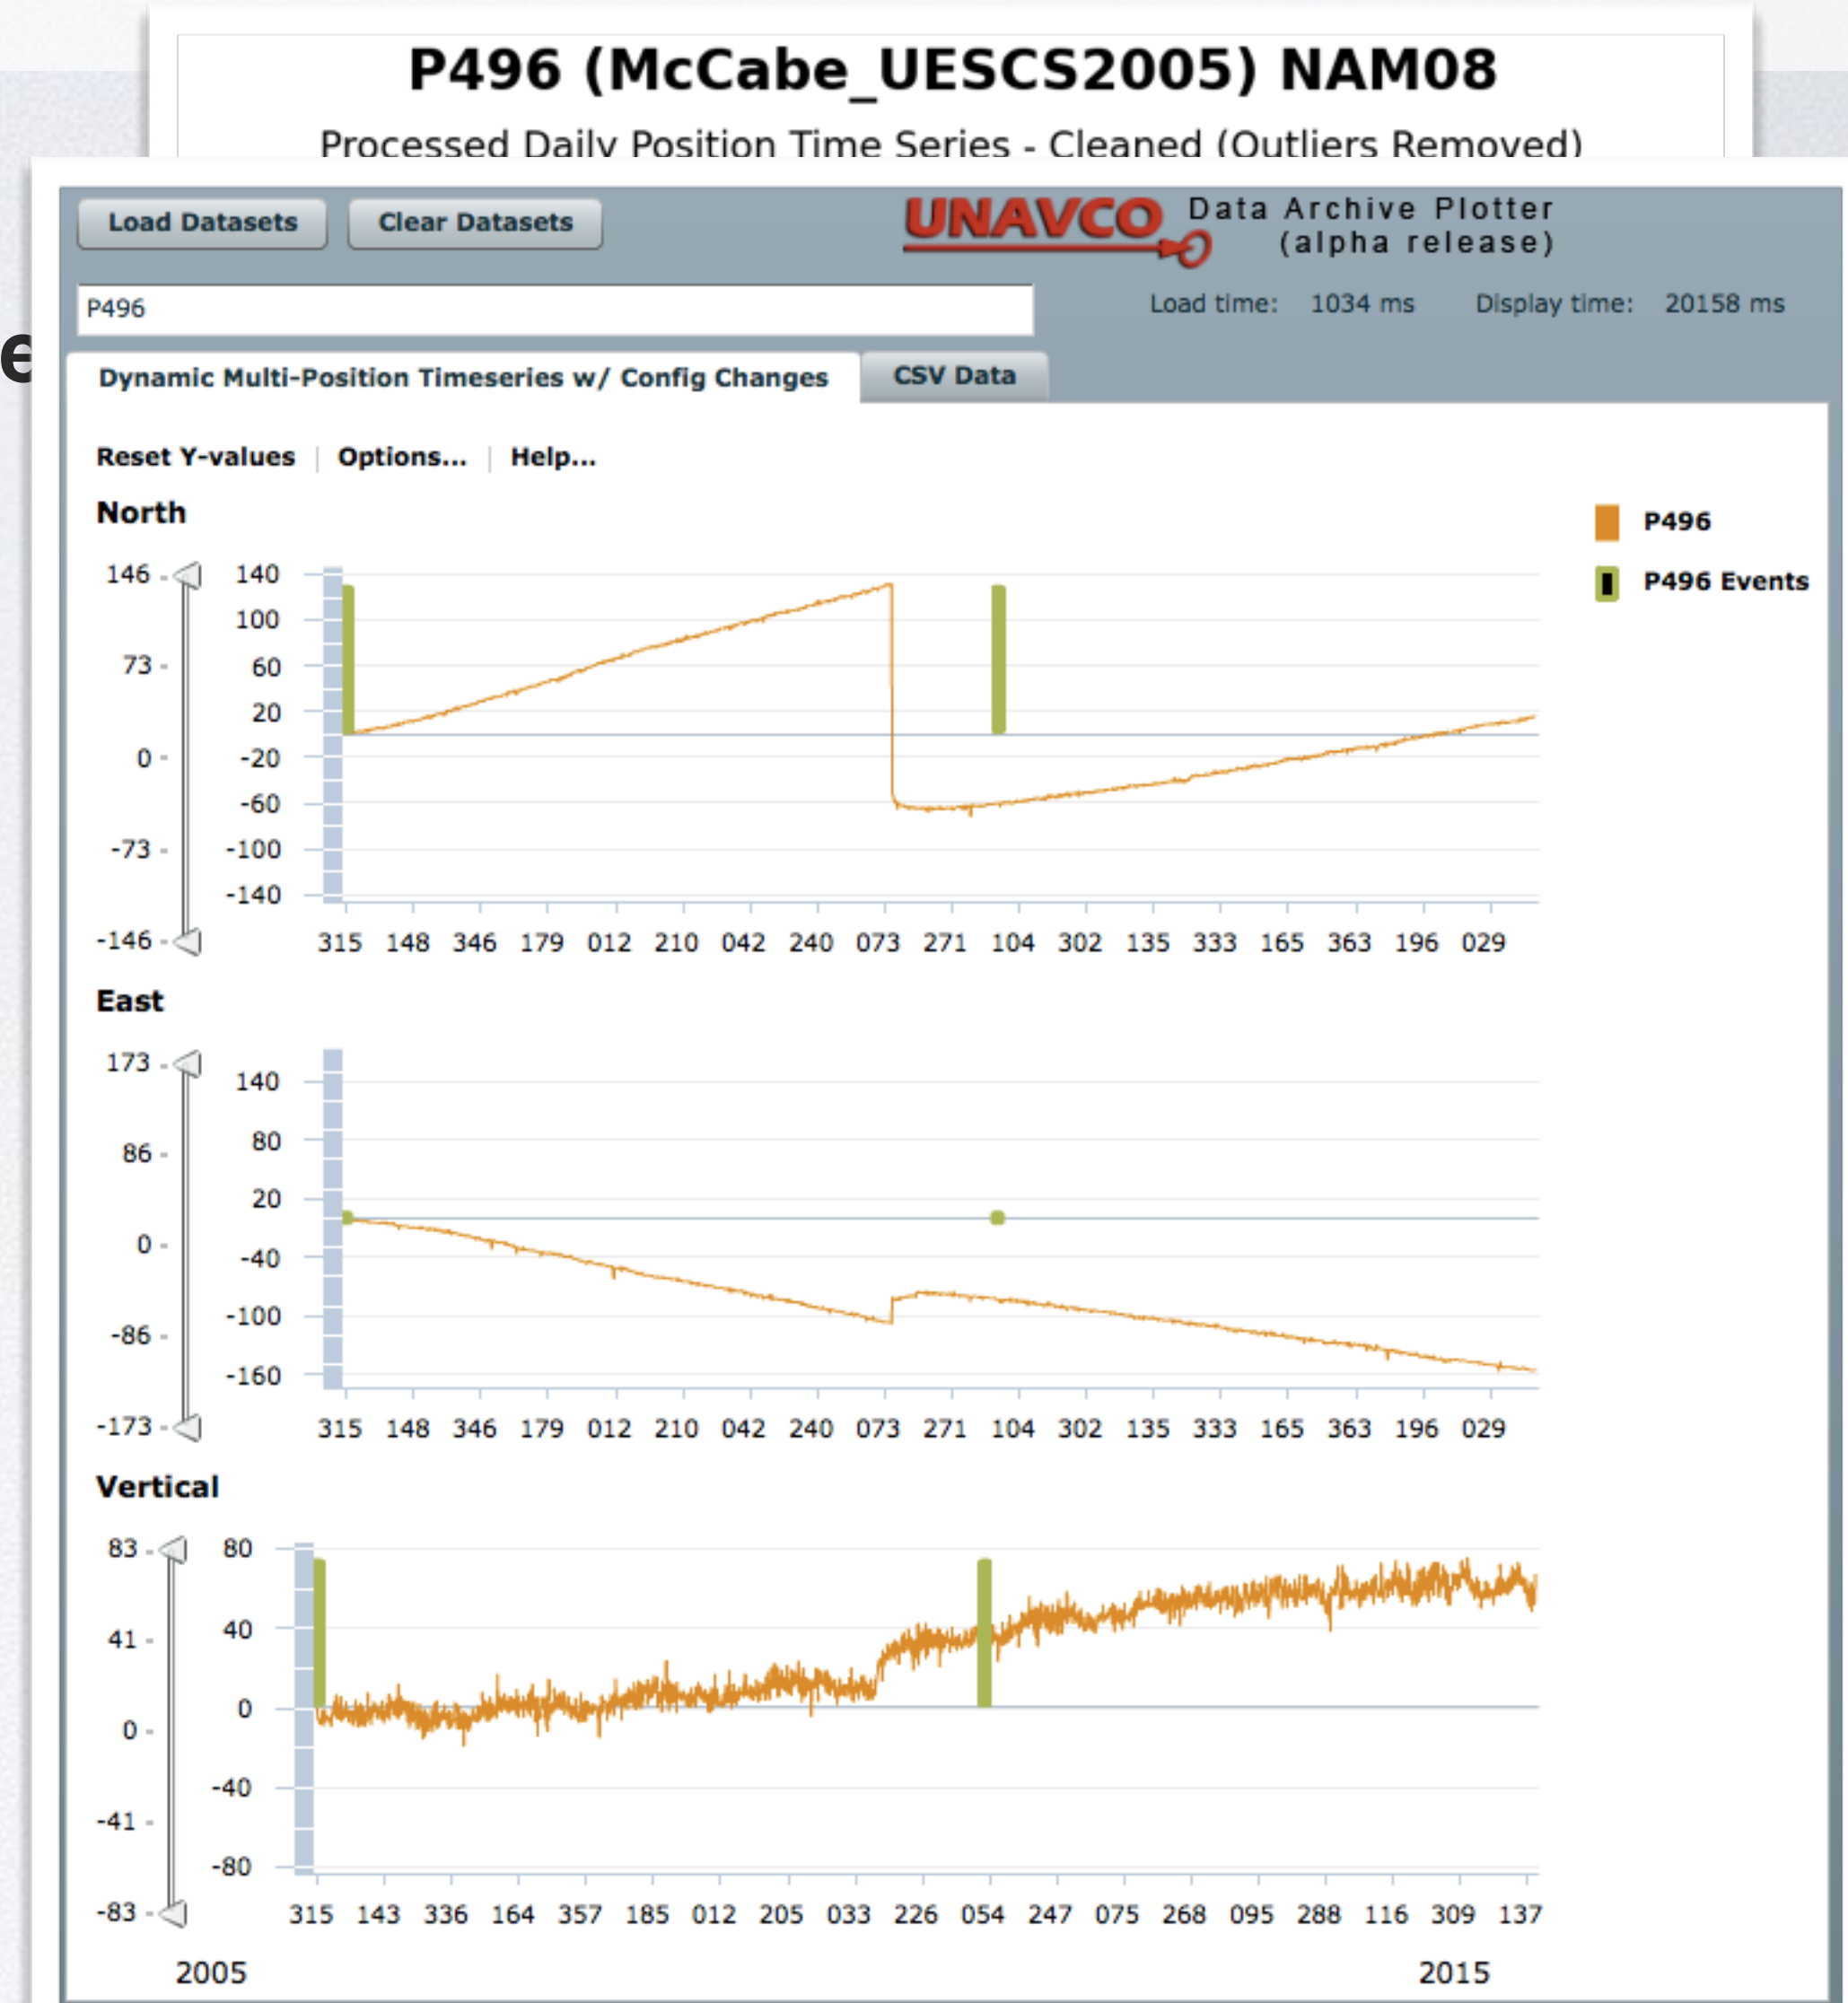 P496 (McCabe_UESCS2005) NAM08
Processed Daily Position Time Series - Cleaned (Outliers Removed)
Load Datasets Clear Datasets UNAVCO Data Archive Plotter
(alpha release)
P496 Load time: 1034 ms Display time: 20158 ms
e
Dynamic Multi-Position Timeseries w/ Config Changes CSV Data
Reset Y-values | Options... | Help...
North
P496
P496 Events
146 73 0 -73 -146
140 100 60 20 -20 -60 -100 -140
315 148 346 179 012 210 042 240 073 271 104 302 135 333 165 363 196 029
East
173 86 0 -86 -173
140 80 20 -40 -100 -160
315 148 346 179 012 210 042 240 073 271 104 302 135 333 165 363 196 029
Vertical
83 41 0 -41 -83
80 40 0 -40 -80
315 143 336 164 357 185 012 205 033 226 054 247 075 268 095 288 116 309 137
2005 2015